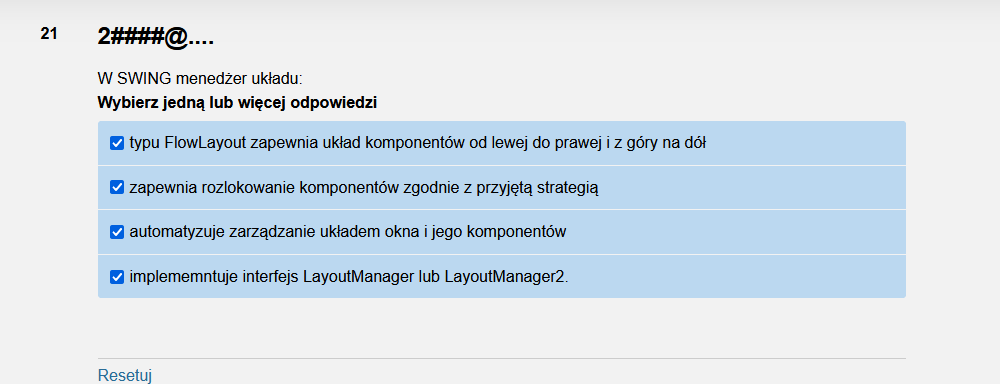 21
2####@....
W SWING menedżer układu:
Wybierz jedną lub więcej odpowiedzi
typu FlowLayout zapewnia układ komponentów od lewej do prawej i z góry na dół
zapewnia rozlokowanie komponentów zgodnie z przyjętą strategią
automatyzuje zarządzanie układem okna i jego komponentów
implememntuje interfejs LayoutManager lub LayoutManager2.
Resetuj